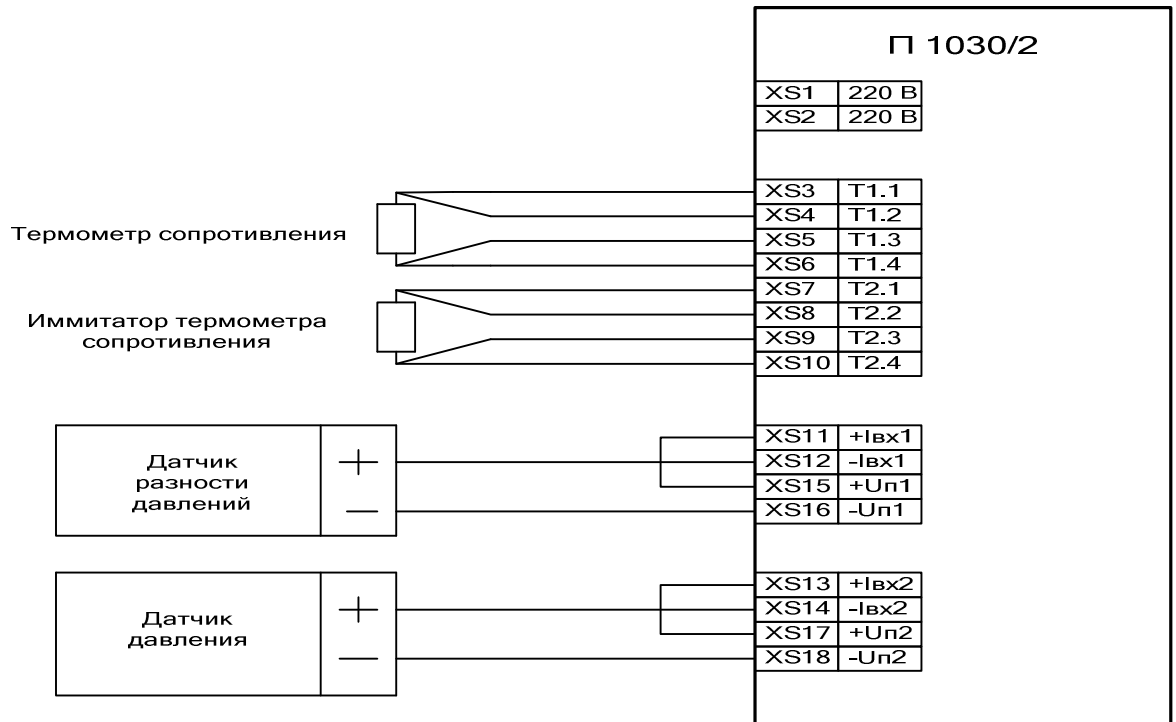 П 1030/2
XS1 220 В
XS2 220 В
XS3 Т1.1
XS4 Т1.2
XS5 Т1.3
XS6 Т1.4
XS7 Т2.1
XS8 Т2.2
XS9 Т2.3
XS10 Т2.4
Термометр сопротивления
Иммитатор термометра
сопротивления
XS11 +Iвх1
XS12 -Iвх1
XS15 +Uп1
XS16 -Uп1
Датчик
разности
давлений
+
—
XS13 +Iвх2
XS14 -Iвх2
XS17 +Uп2
XS18 -Uп2
Датчик
давления
+
—